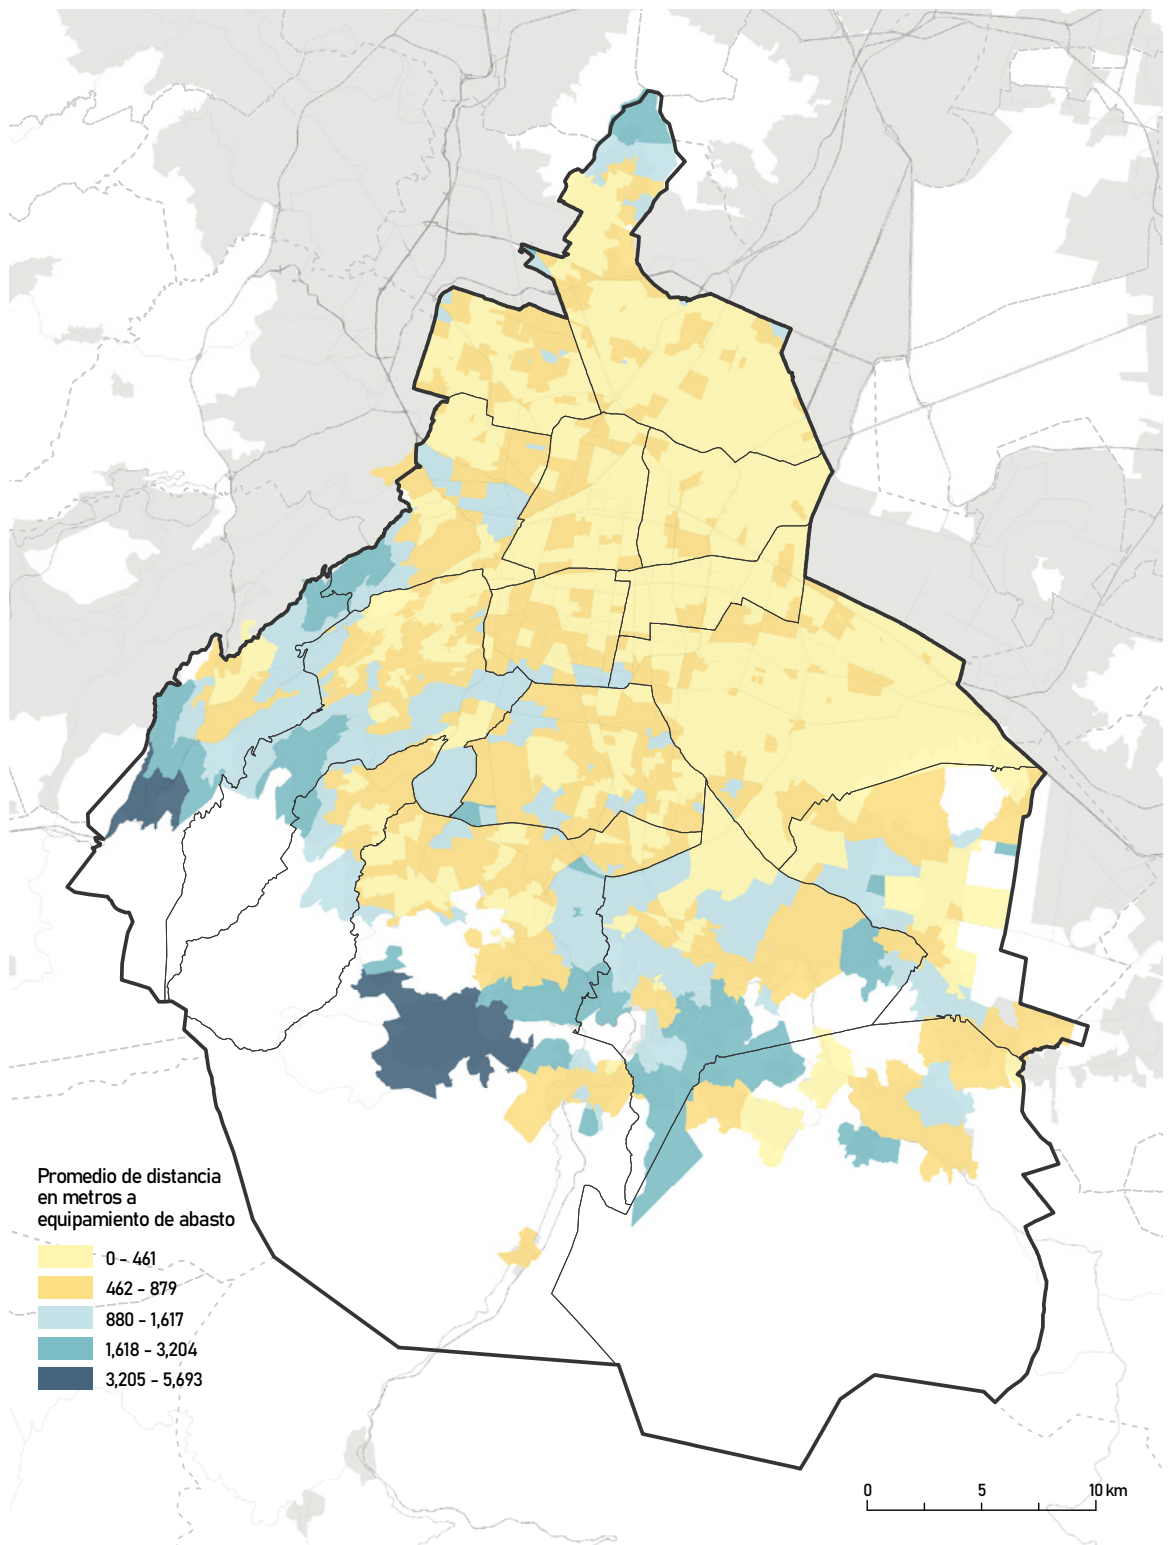 Promedio de distancia
en metros a
equipamiento de abasto
0 - 461
462 - 879
880 - 1,617
1,618 - 3,204
3,205 - 5,693
0 5 10 km